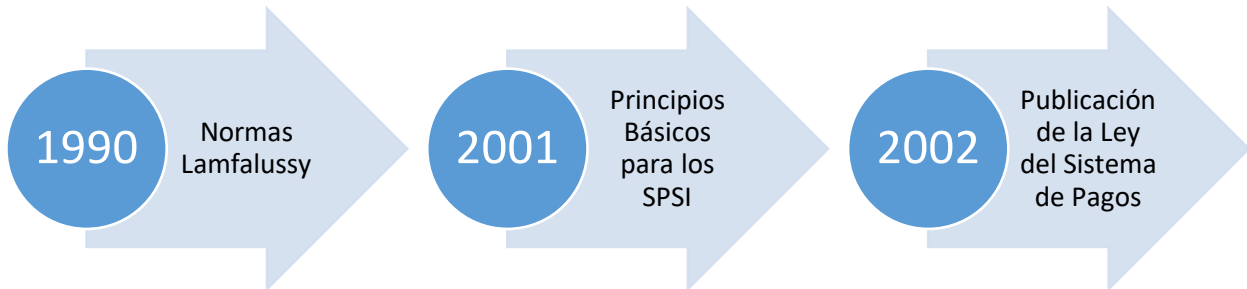 1990
Normas
Lamfalussy
2001
Principios
Básicos
para los
SPSI
2002
Publicación
de la Ley
del Sistema
de Pagos